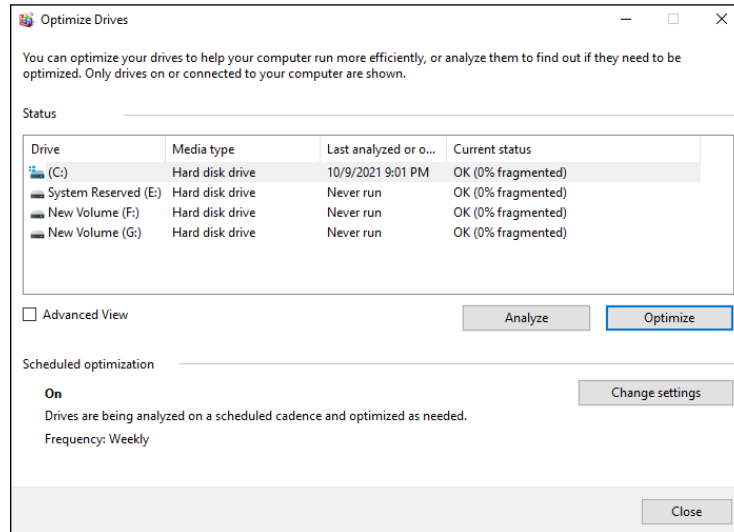 Optimize Drives
You can optimize your drives to help your computer run more efficiently, or analyze them to find out if they need to be
optimized. Only drives on or connected to your computer are shown.
Status
Drive Media type Last analyzed or o... Current status
(C:) Hard disk drive 10/9/2021 9:01 PM OK (0% fragmented)
System Reserved (E:) Hard disk drive Never run OK (0% fragmented)
New Volume (F:) Hard disk drive Never run OK (0% fragmented)
New Volume (G:) Hard disk drive Never run OK (0% fragmented)
Advanced View Analyze Optimize
Scheduled optimization
On Change settings
Drives are being analyzed on a scheduled cadence and optimized as needed.
Frequency: Weekly
Close